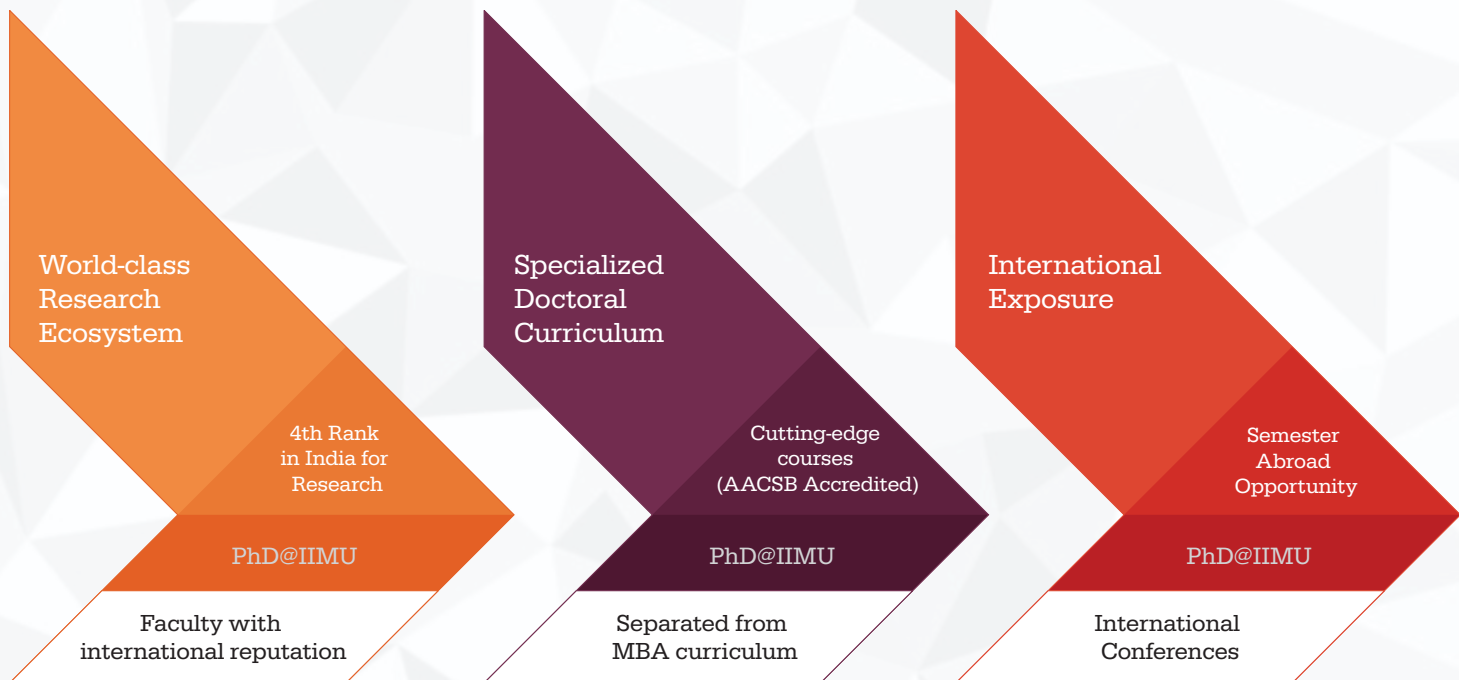 World-class
Research
Ecosystem
4th Rank
in India for
Research
PhD@IIMU
Faculty with
international reputation
Specialized
Doctoral
Curriculum
Cutting-edge
courses
(AACSB Accredited)
PhD@IIMU
Separated from
MBA curriculum
International
Exposure
Semester
Abroad
Opportunity
PhD@IIMU
International
Conferences